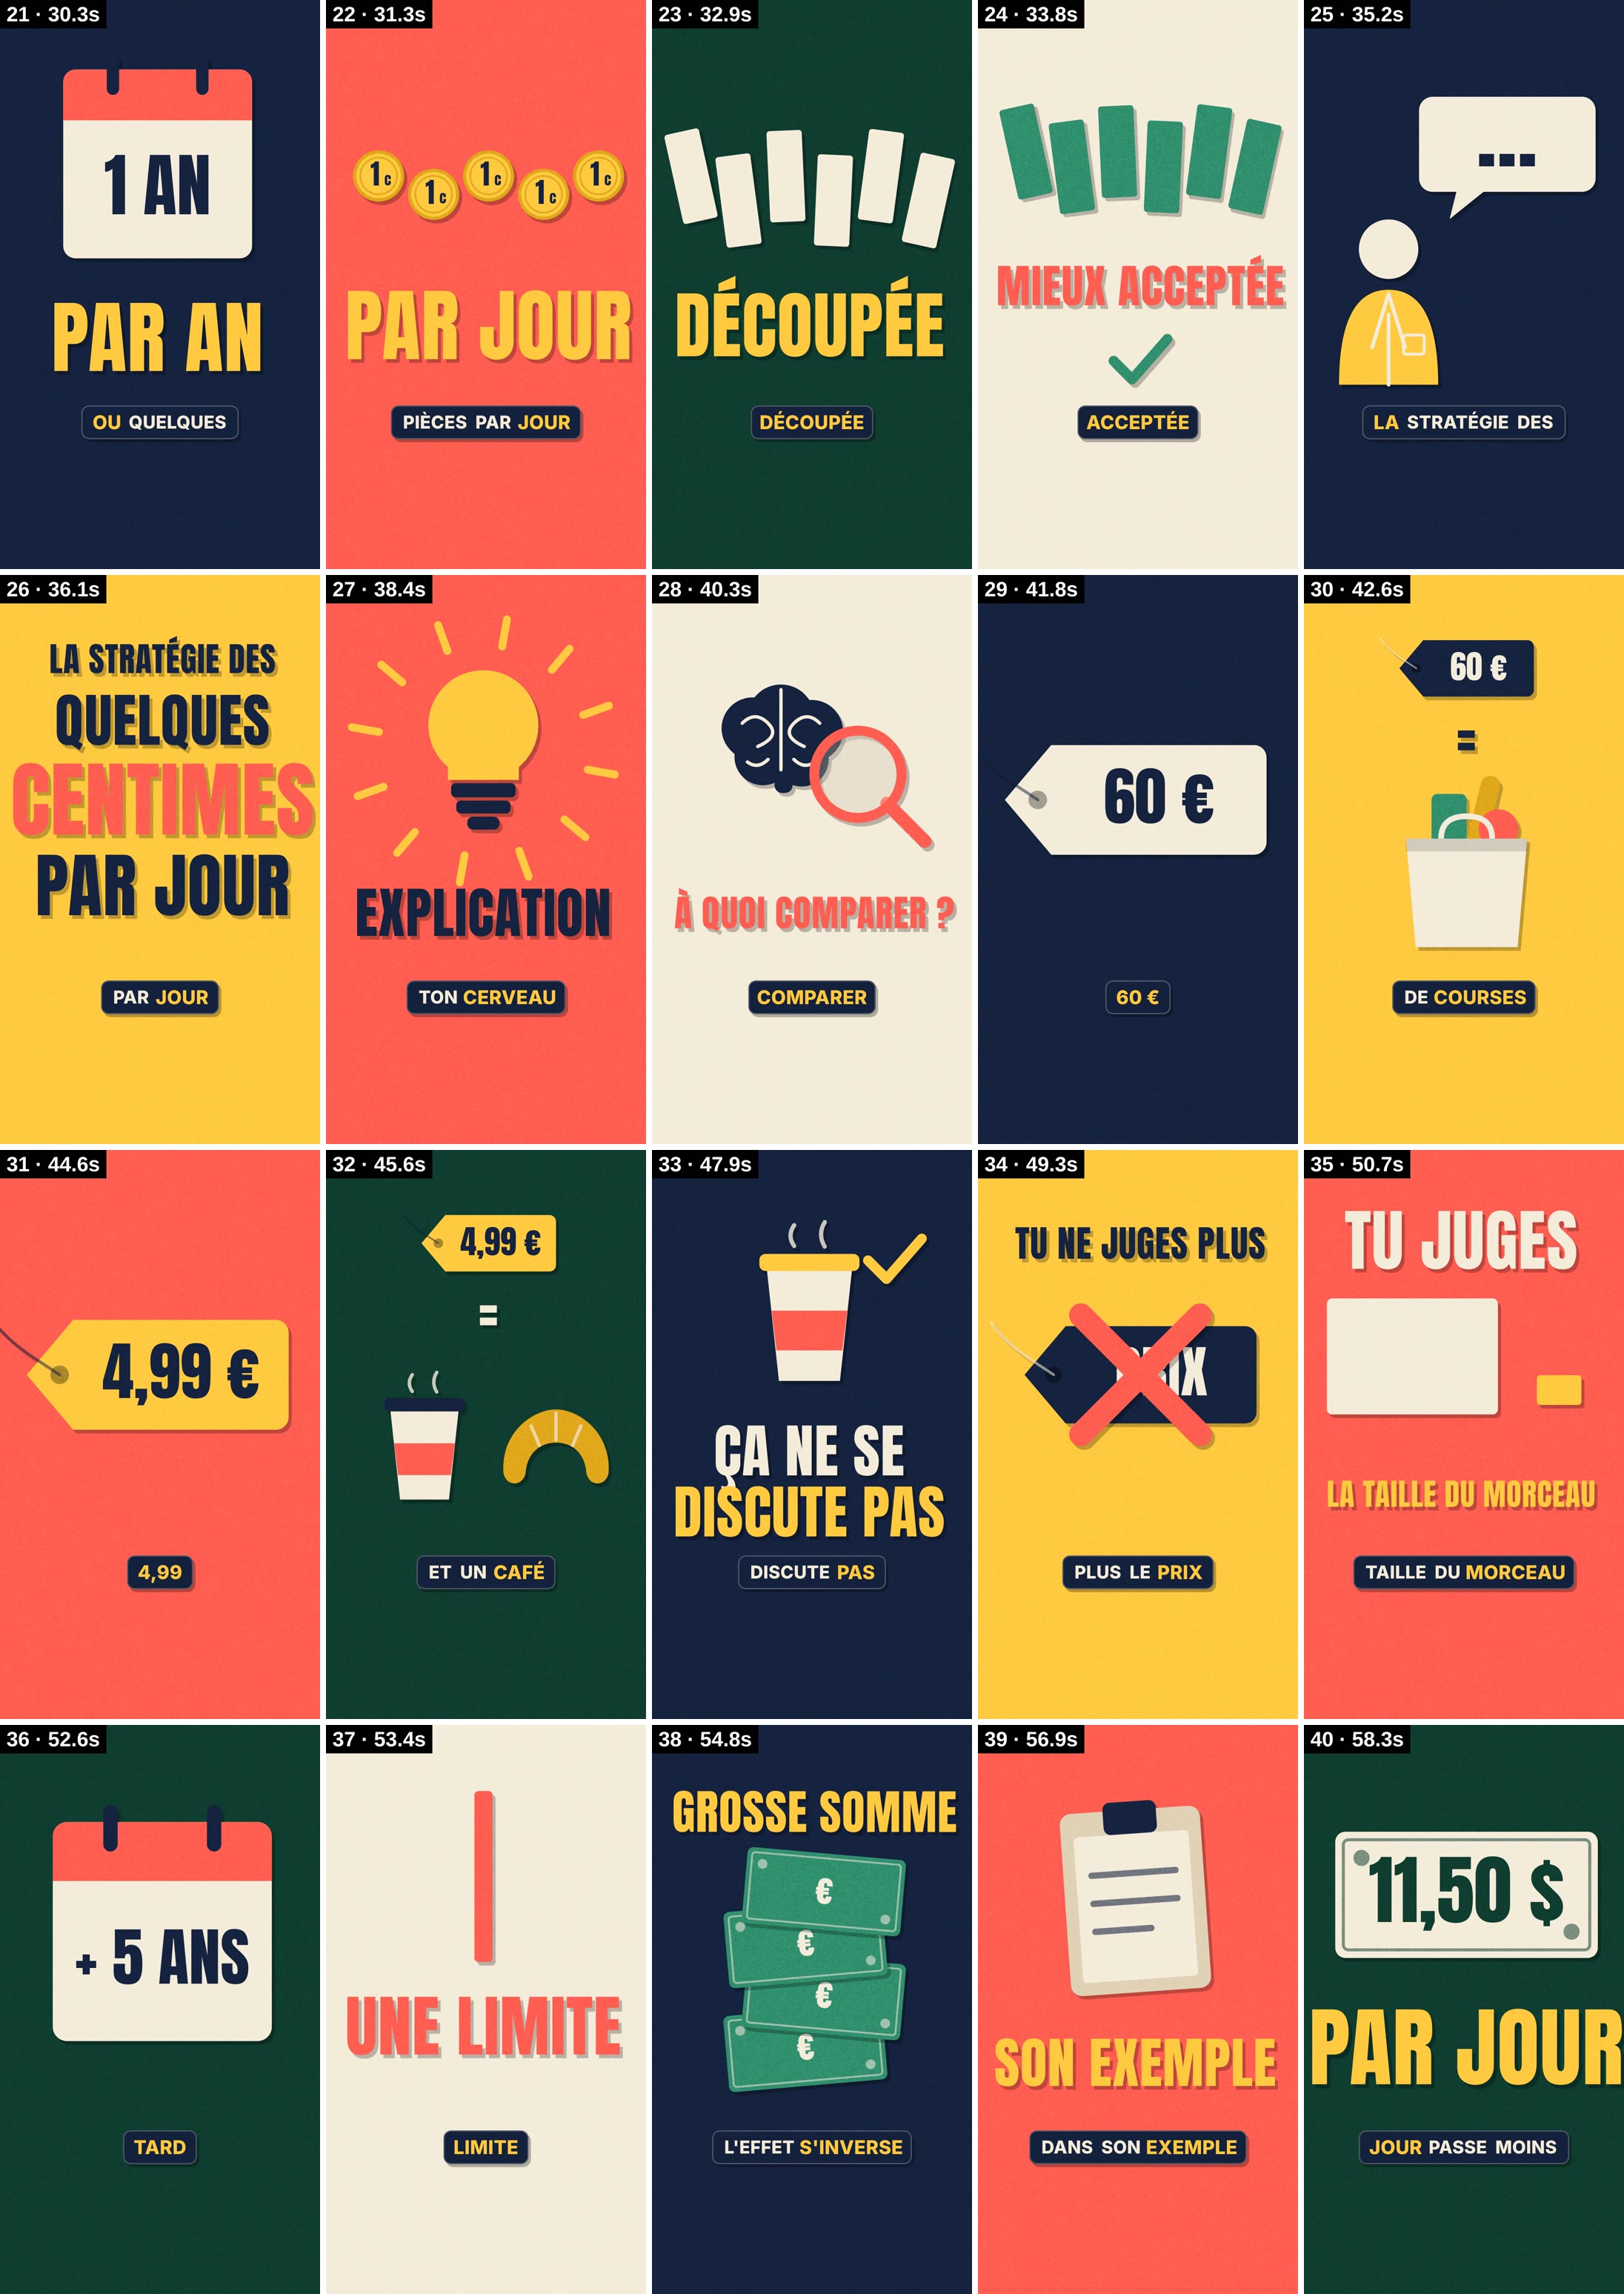 21 · 30.3s
1 AN
PAR AN
OU QUELQUES
22 · 31.3s
1c
1c
1c
1c
1c
PAR JOUR
PIÈCES PAR JOUR
23 · 32.9s
DÉCOUPÉE
DÉCOUPÉE
24 · 33.8s
MIEUX ACCEPTÉE
ACCEPTÉE
25 · 35.2s
...
LA STRATÉGIE DES
26 · 36.1s
LA STRATÉGIE DES
QUELQUES
CENTIMES
PAR JOUR
PAR JOUR
27 · 38.4s
EXPLICATION
TON CERVEAU
28 · 40.3s
À QUOI COMPARER ?
COMPARER
29 · 41.8s
60 €
60 €
30 · 42.6s
60 €
=
DE COURSES
31 · 44.6s
4,99 €
4,99
32 · 45.6s
4,99 €
=
ET UN CAFÉ
33 · 47.9s
ÇA NE SE
DISCUTE PAS
DISCUTE PAS
34 · 49.3s
TU NE JUGES PLUS
PRIX
PLUS LE PRIX
35 · 50.7s
TU JUGES
LA TAILLE DU MORCEAU
TAILLE DU MORCEAU
36 · 52.6s
+ 5 ANS
TARD
37 · 53.4s
UNE LIMITE
LIMITE
38 · 54.8s
GROSSE SOMME
€
€
€
€
L'EFFET S'INVERSE
39 · 56.9s
SON EXEMPLE
DANS SON EXEMPLE
40 · 58.3s
11,50 $
PAR JOUR
JOUR PASSE MOINS